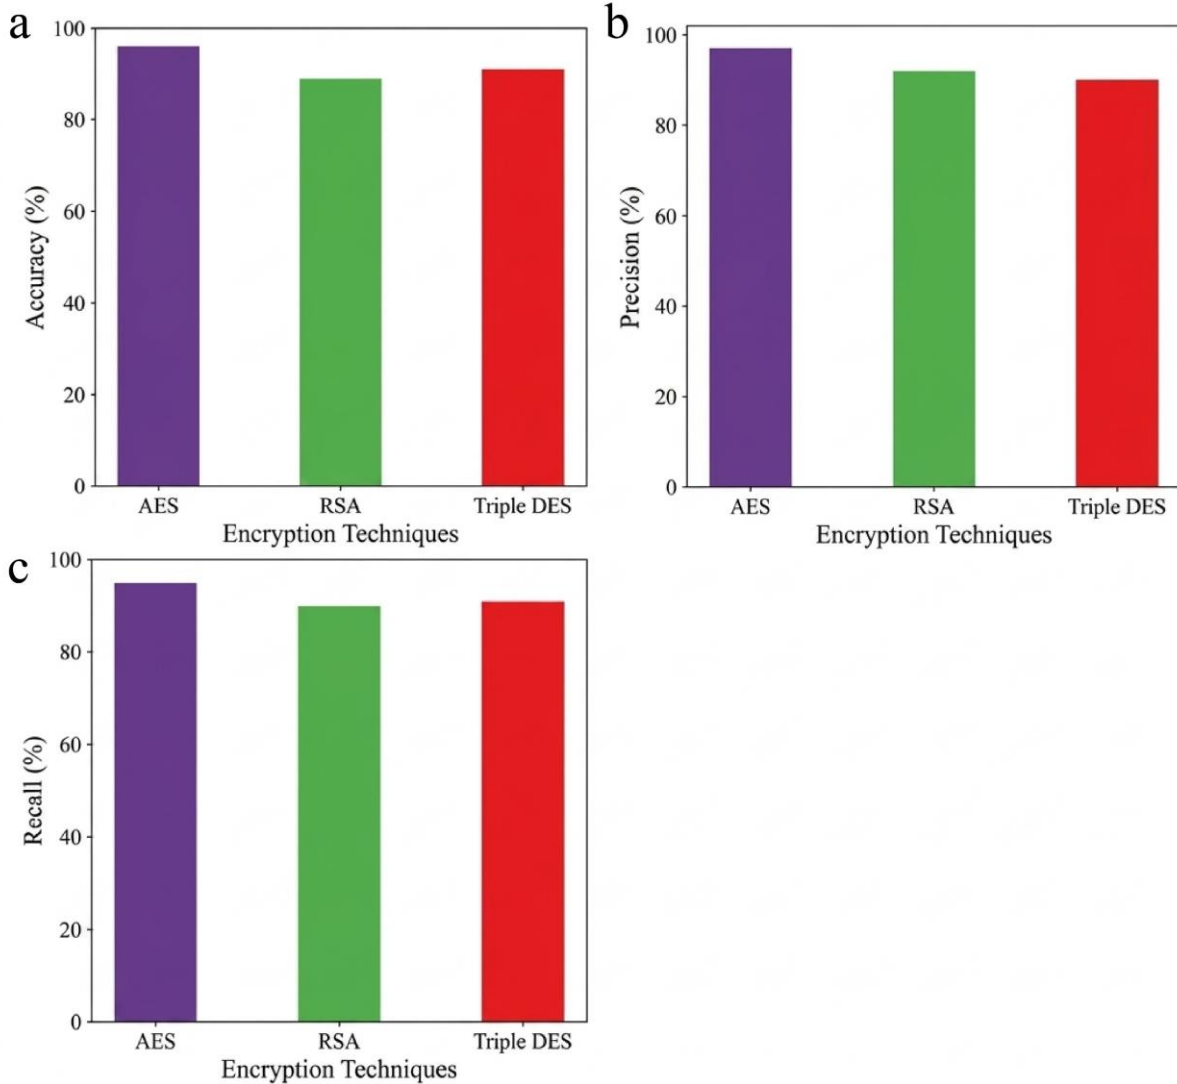 a
100
80
60
40
20
0
Accuracy (%)
AES RSA Triple DES
Encryption Techniques
b
100
80
60
40
20
0
Precision (%)
AES RSA Triple DES
Encryption Techniques
c
100
80
60
40
20
0
Recall (%)
AES RSA Triple DES
Encryption Techniques